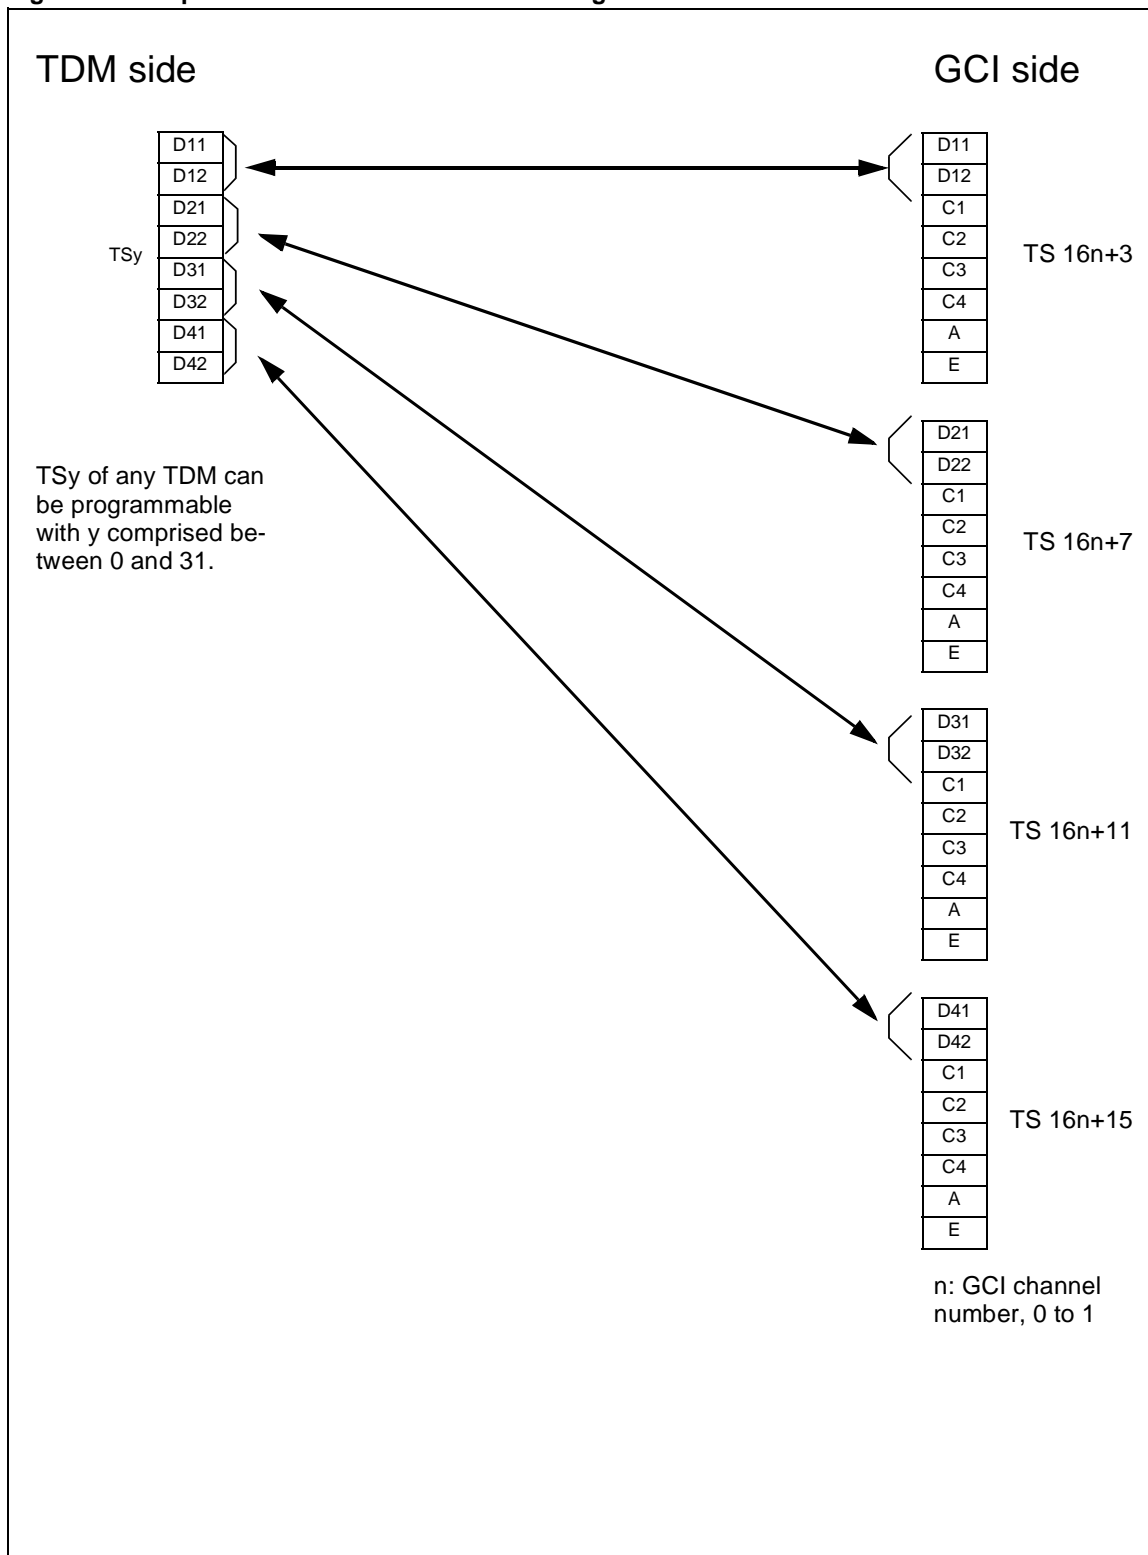 TDM side
GCI side
D11
D12
D21
D22
D31
D32
D41
D42
TSy
TSy of any TDM can
be programmable
with y comprised be-
tween 0 and 31.
D11
D12
C1
C2
C3
C4
A
E
TS 16n+3
D21
D22
C1
C2
C3
C4
A
E
TS 16n+7
D31
D32
C1
C2
C3
C4
A
E
TS 16n+11
D41
D42
C1
C2
C3
C4
A
E
TS 16n+15
n: GCI channel
number, 0 to 1